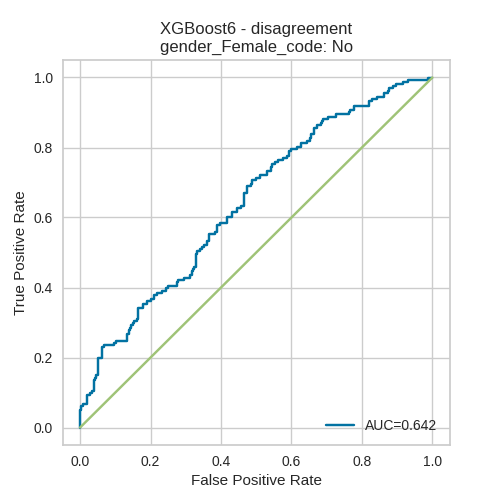 XGBoost6 - disagreement
gender_Female_code: No
True Positive Rate
1.0
0.8
0.6
0.4
0.2
0.0
AUC=0.642
0.0 0.2 0.4 0.6 0.8 1.0
False Positive Rate